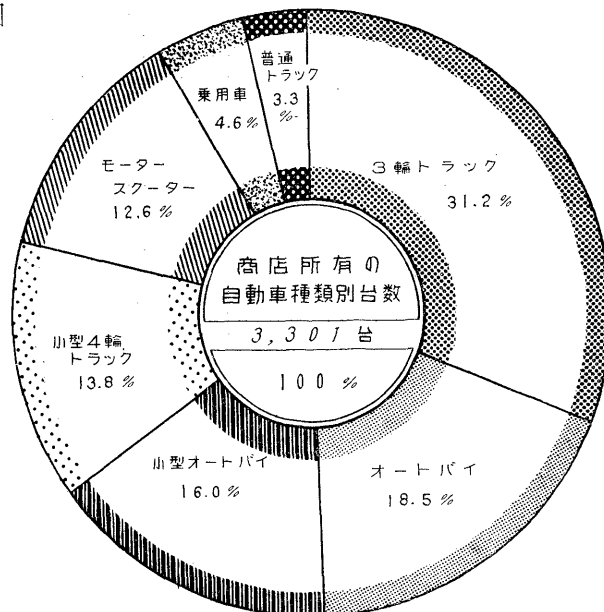 普通
トラック
3.3
%
乗用車
4.6%
モーター
スクーター
12.6%
3輪トラック
31.2%
商店所有の
自動車種類別台数
3,301台
100%
小型4輪
トラック
13.8%
小型オートバイ
16.0%
オートバイ
18.5%